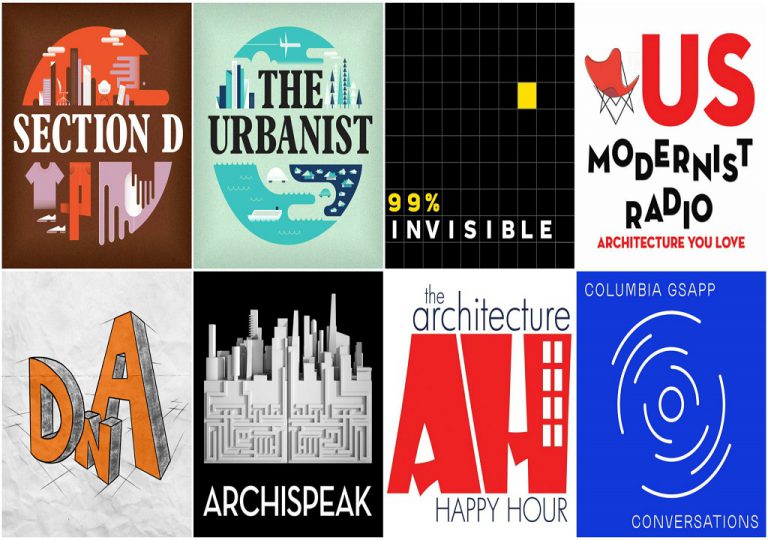 SECTION D
THE
URBANIST
99%
INVISIBLE
US
MODERNIST
RADIO
ARCHITECTURE YOU LOVE
DNA
ARCHISPEAK
the
architecture
AH
HAPPY HOUR
COLUMBIA GSAPP
CONVERSATIONS